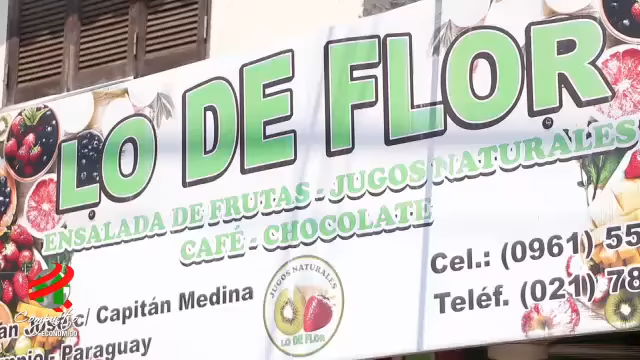 LO DE FLOR
ENSALADA DE FRUTAS - JUGOS NATURALES
CAFÉ - CHOCOLATE
Cel.: (0961) 55
Teléf. (021) 78
c/ Capitán Medina
Paraguay
JUGOS NATURALES
LO DE FLOR
ECONÓMICO